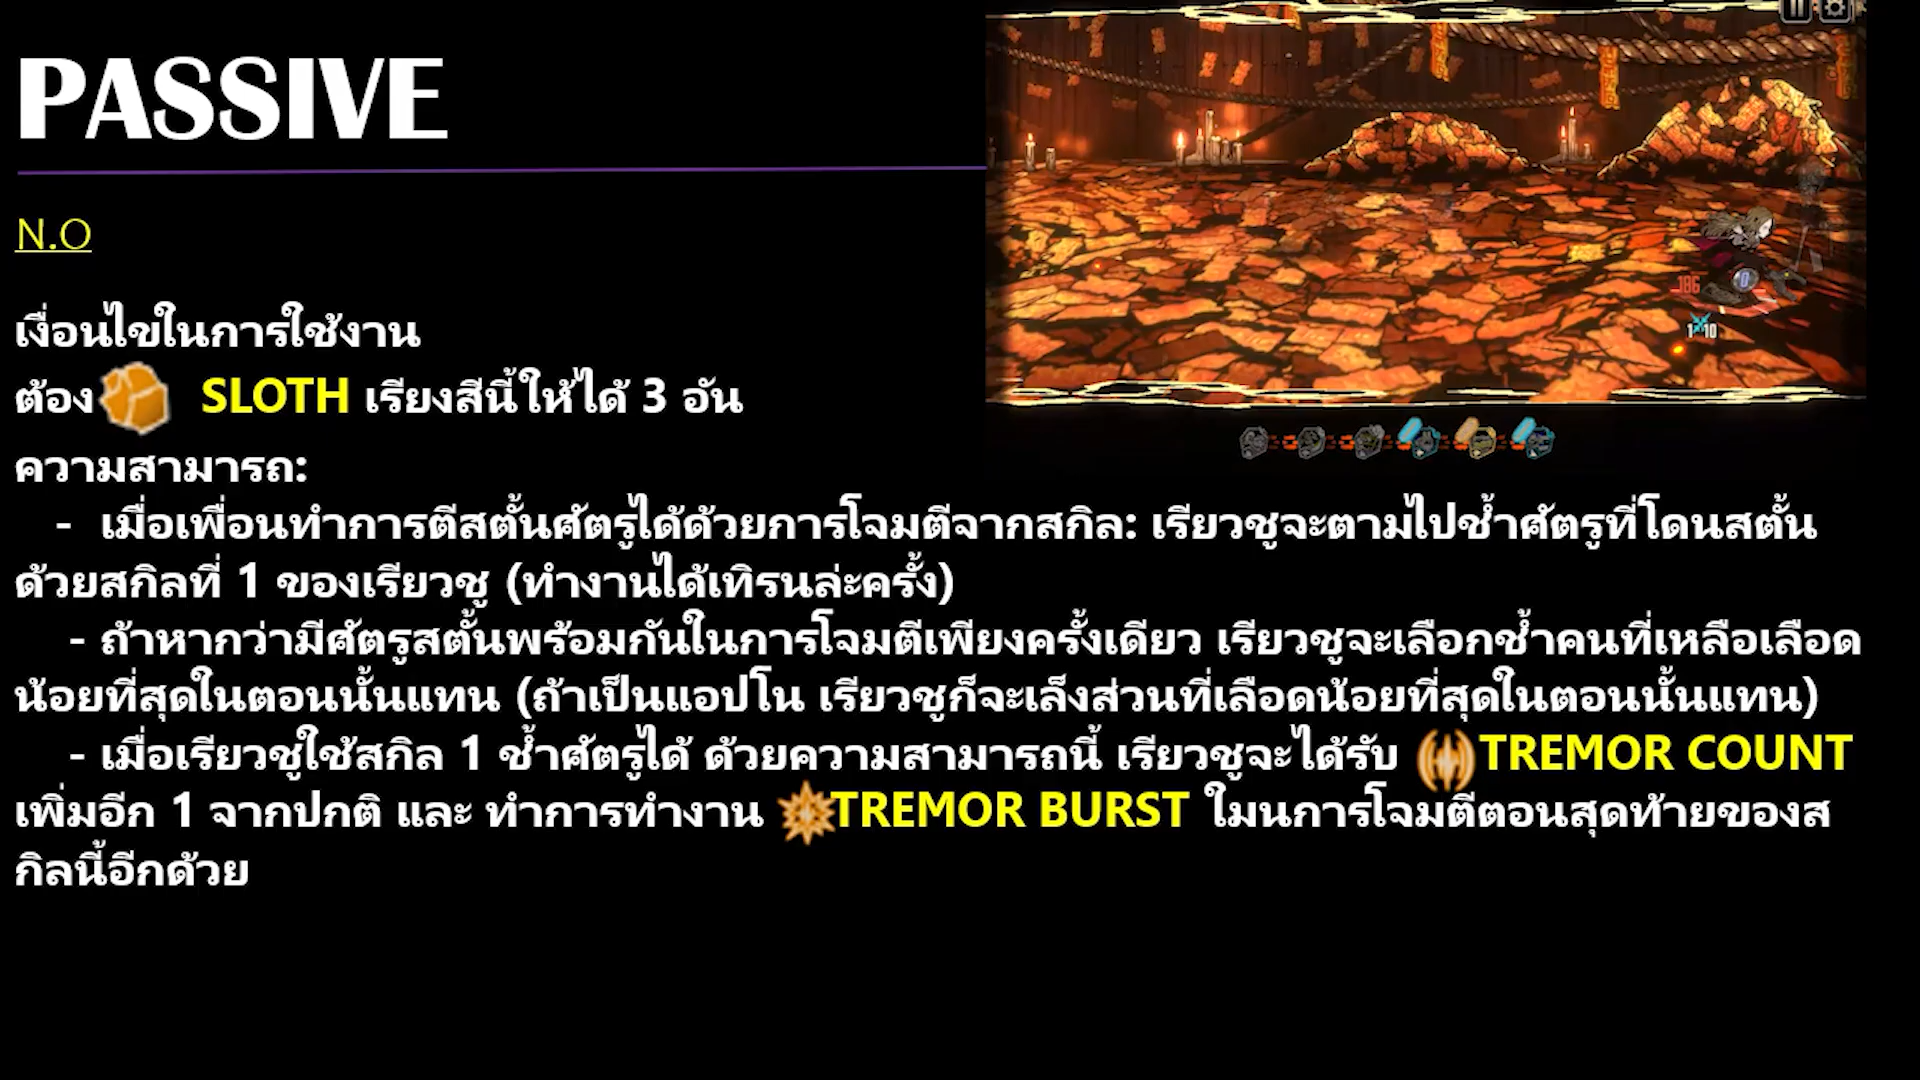 PASSIVE
N.O
เงื่อนไขในการใช้งาน
ต้อง SLOTH เรียงสีนี้ให้ได้ 3 อัน
ความสามารถ:
- เมื่อเพื่อนทำการตีสตั้นศัตรูได้ด้วยการโจมตีจากสกิล: เรียวชูจะตามไปซ้ำศัตรูที่โดนสตั้น
ด้วยสกิลที่ 1 ของเรียวชู (ทำงานได้เทิรนล่ะครั้ง)
- ถ้าหากว่ามีศัตรูสตั้นพร้อมกันในการโจมตีเพียงครั้งเดียว เรียวชูจะเลือกซ้ำคนที่เหลือเลือด
น้อยที่สุดในตอนนั้นแทน (ถ้าเป็นแอปโน เรียวชูก็จะเล็งส่วนที่เลือดน้อยที่สุดในตอนนั้นแทน)
- เมื่อเรียวชูใช้สกิล 1 ซ้ำศัตรูได้ ด้วยความสามารถนี้ เรียวชูจะได้รับ TREMOR COUNT
เพิ่มอีก 1 จากปกติ และ ทำการทำงาน TREMOR BURST ใมนการโจมตีตอนสุดท้ายของส
กิลนี้อีกด้วย
186
0
1 10